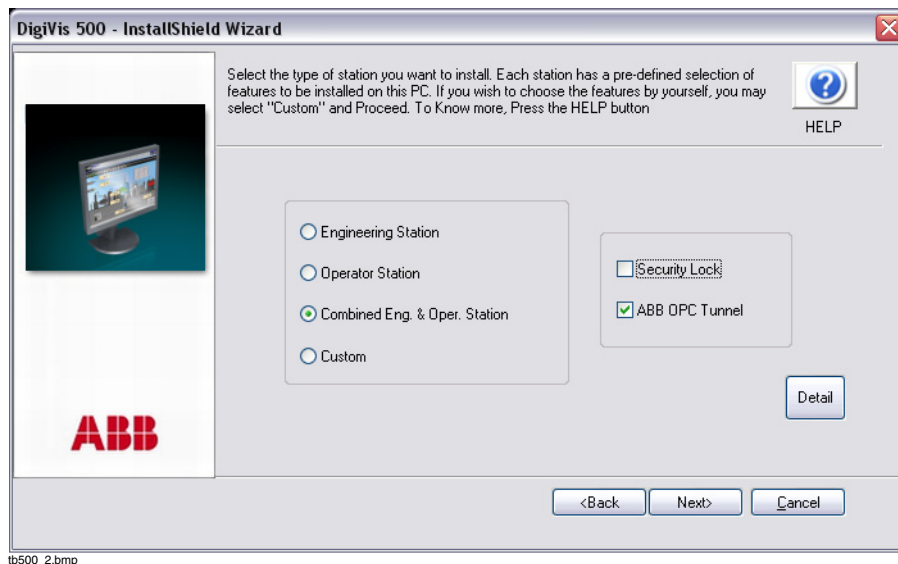 DigiVis 500 - InstallShield Wizard
Select the type of station you want to install. Each station has a pre-defined selection of
features to be installed on this PC. If you wish to choose the features by yourself, you may
select "Custom" and Proceed. To Know more, Press the HELP button
HELP
Engineering Station
Operator Station
Combined Eng. & Oper. Station
Custom
Security Lock
ABB OPC Tunnel
Detail
ABB
<Back
Next>
Cancel
tb500_2.bmp